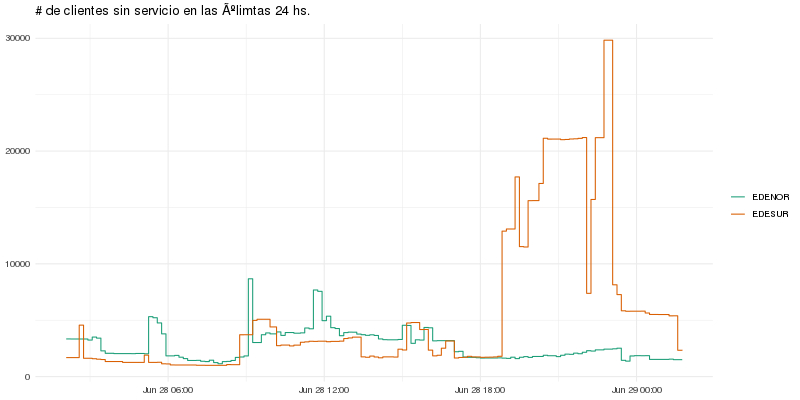 # de clientes sin servicio en las Ãºlimtas 24 hs.
30000
20000
10000
0
Jun 28 06:00
Jun 28 12:00
Jun 28 18:00
Jun 29 00:00
EDENOR
EDESUR